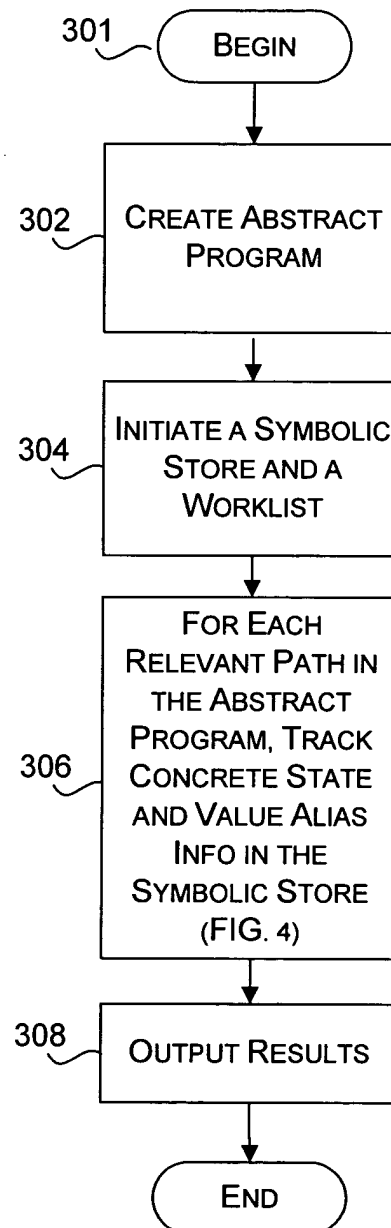 301
BEGIN
302
CREATE ABSTRACT
PROGRAM
304
INITIATE A SYMBOLIC
STORE AND A
WORKLIST
306
FOR EACH
RELEVANT PATH IN
THE ABSTRACT
PROGRAM, TRACK
CONCRETE STATE
AND VALUE ALIAS
INFO IN THE
SYMBOLIC STORE
(FIG. 4)
308
OUTPUT RESULTS
END